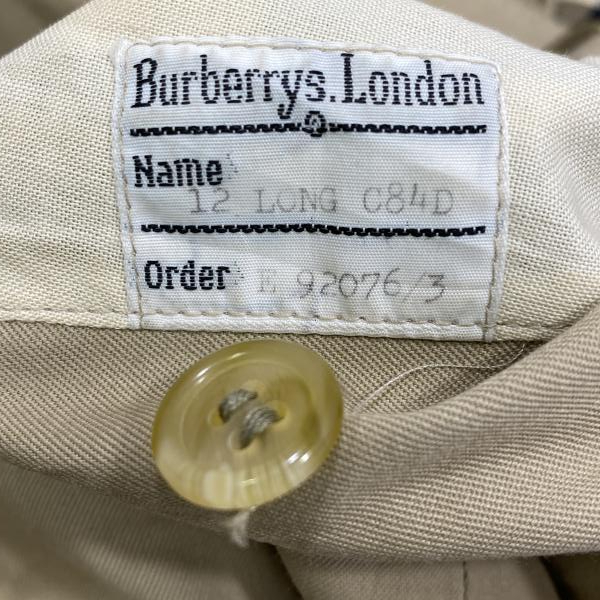 Burberrys. London
Name
12 LONG C84D
Order E 92076/3